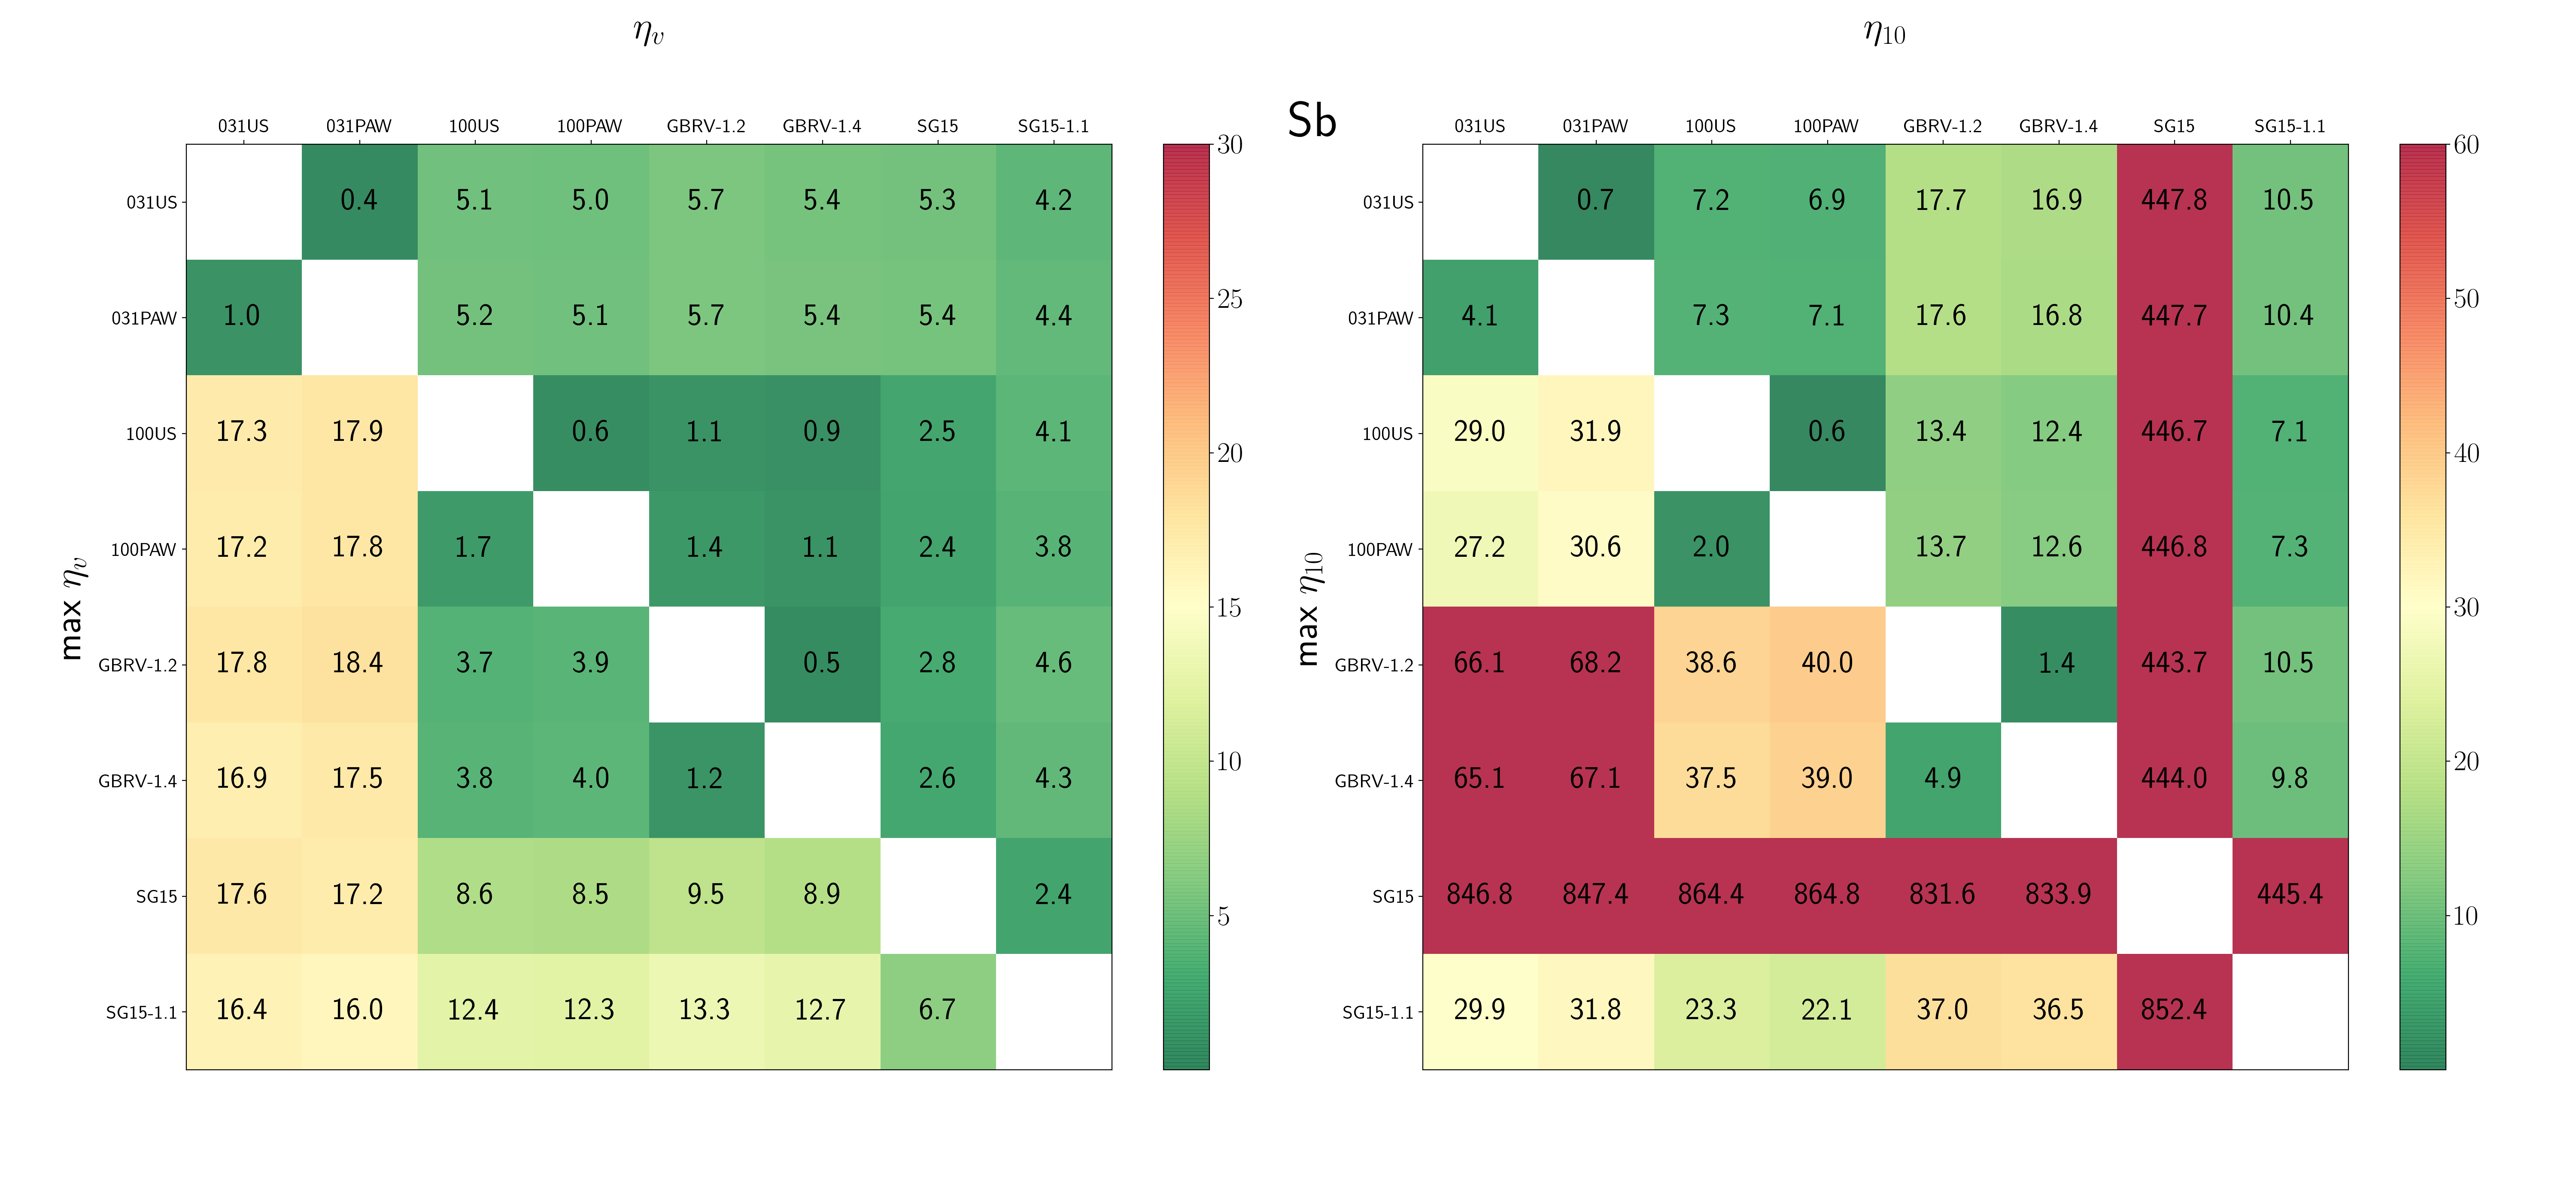 η_v
η_10
Sb
031US 031PAW 100US 100PAW GBRV-1.2 GBRV-1.4 SG15 SG15-1.1
031US 0.4 5.1 5.0 5.7 5.4 5.3 4.2
031PAW 1.0 5.2 5.1 5.7 5.4 5.4 4.4
100US 17.3 17.9 0.6 1.1 0.9 2.5 4.1
100PAW 17.2 17.8 1.7 1.4 1.1 2.4 3.8
GBRV-1.2 17.8 18.4 3.7 3.9 0.5 2.8 4.6
GBRV-1.4 16.9 17.5 3.8 4.0 1.2 2.6 4.3
SG15 17.6 17.2 8.6 8.5 9.5 8.9 2.4
SG15-1.1 16.4 16.0 12.4 12.3 13.3 12.7 6.7
max η_v
30
25
20
15
10
5
031US 031PAW 100US 100PAW GBRV-1.2 GBRV-1.4 SG15 SG15-1.1
031US 0.7 7.2 6.9 17.7 16.9 447.8 10.5
031PAW 4.1 7.3 7.1 17.6 16.8 447.7 10.4
100US 29.0 31.9 0.6 13.4 12.4 446.7 7.1
100PAW 27.2 30.6 2.0 13.7 12.6 446.8 7.3
GBRV-1.2 66.1 68.2 38.6 40.0 1.4 443.7 10.5
GBRV-1.4 65.1 67.1 37.5 39.0 4.9 444.0 9.8
SG15 846.8 847.4 864.4 864.8 831.6 833.9 445.4
SG15-1.1 29.9 31.8 23.3 22.1 37.0 36.5 852.4
max η_10
60
50
40
30
20
10